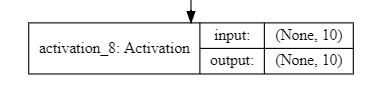 activation_8: Activation
input: (None, 10)
output: (None, 10)